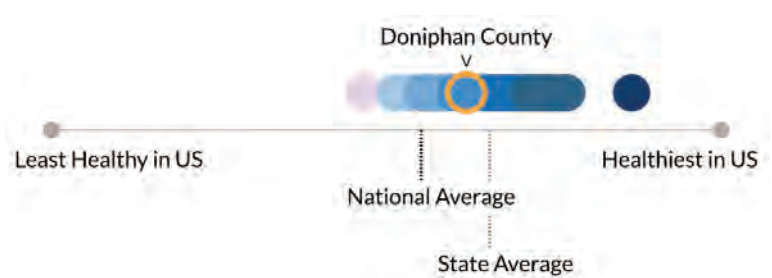 Doniphan County
v
Least Healthy in US
Healthiest in US
National Average
State Average